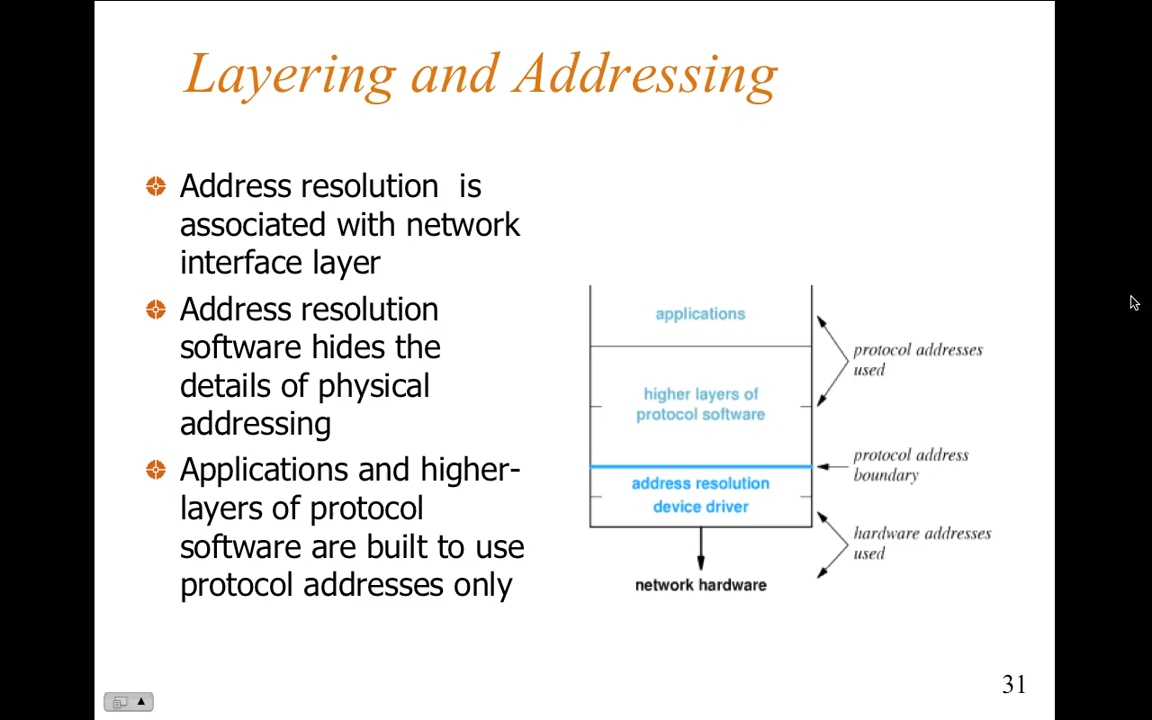 Layering and Addressing
Address resolution is
associated with network
interface layer
Address resolution
software hides the
details of physical
addressing
Applications and higher-
layers of protocol
software are built to use
protocol addresses only
applications
higher layers of
protocol software
address resolution
device driver
network hardware
protocol addresses
used
protocol address
boundary
hardware addresses
used
31